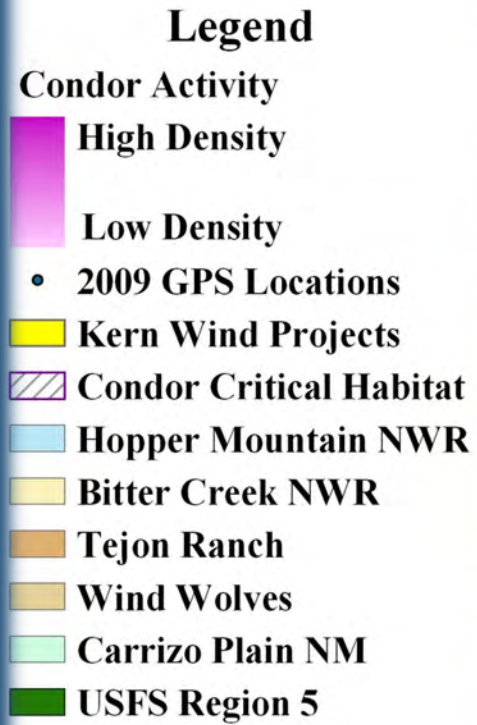 Legend
Condor Activity
High Density
Low Density
2009 GPS Locations
Kern Wind Projects
Condor Critical Habitat
Hopper Mountain NWR
Bitter Creek NWR
Tejon Ranch
Wind Wolves
Carrizo Plain NM
USFS Region 5